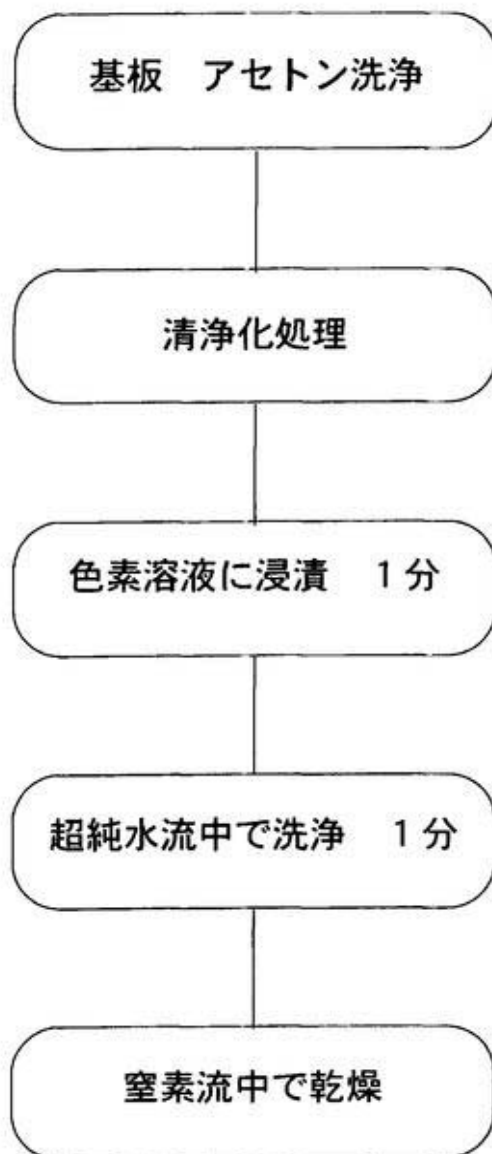 基板　アセトン洗浄
清浄化処理
色素溶液に浸漬　1分
超純水流中で洗浄　1分
窒素流中で乾燥